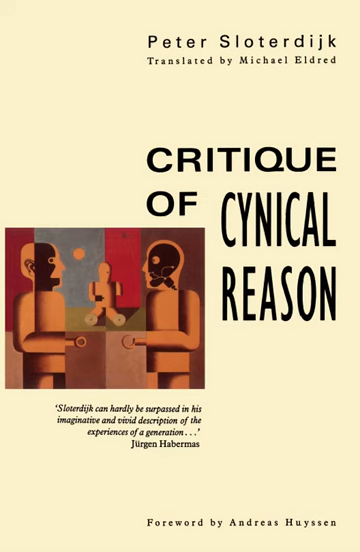 Peter Sloterdijk
Translated by Michael Eldred
CRITIQUE
OF CYNICAL
REASON
'Sloterdijk can hardly be surpassed in his
imaginative and vivid description of the
experiences of a generation . . .'
Jürgen Habermas
Foreword by Andreas Huyssen